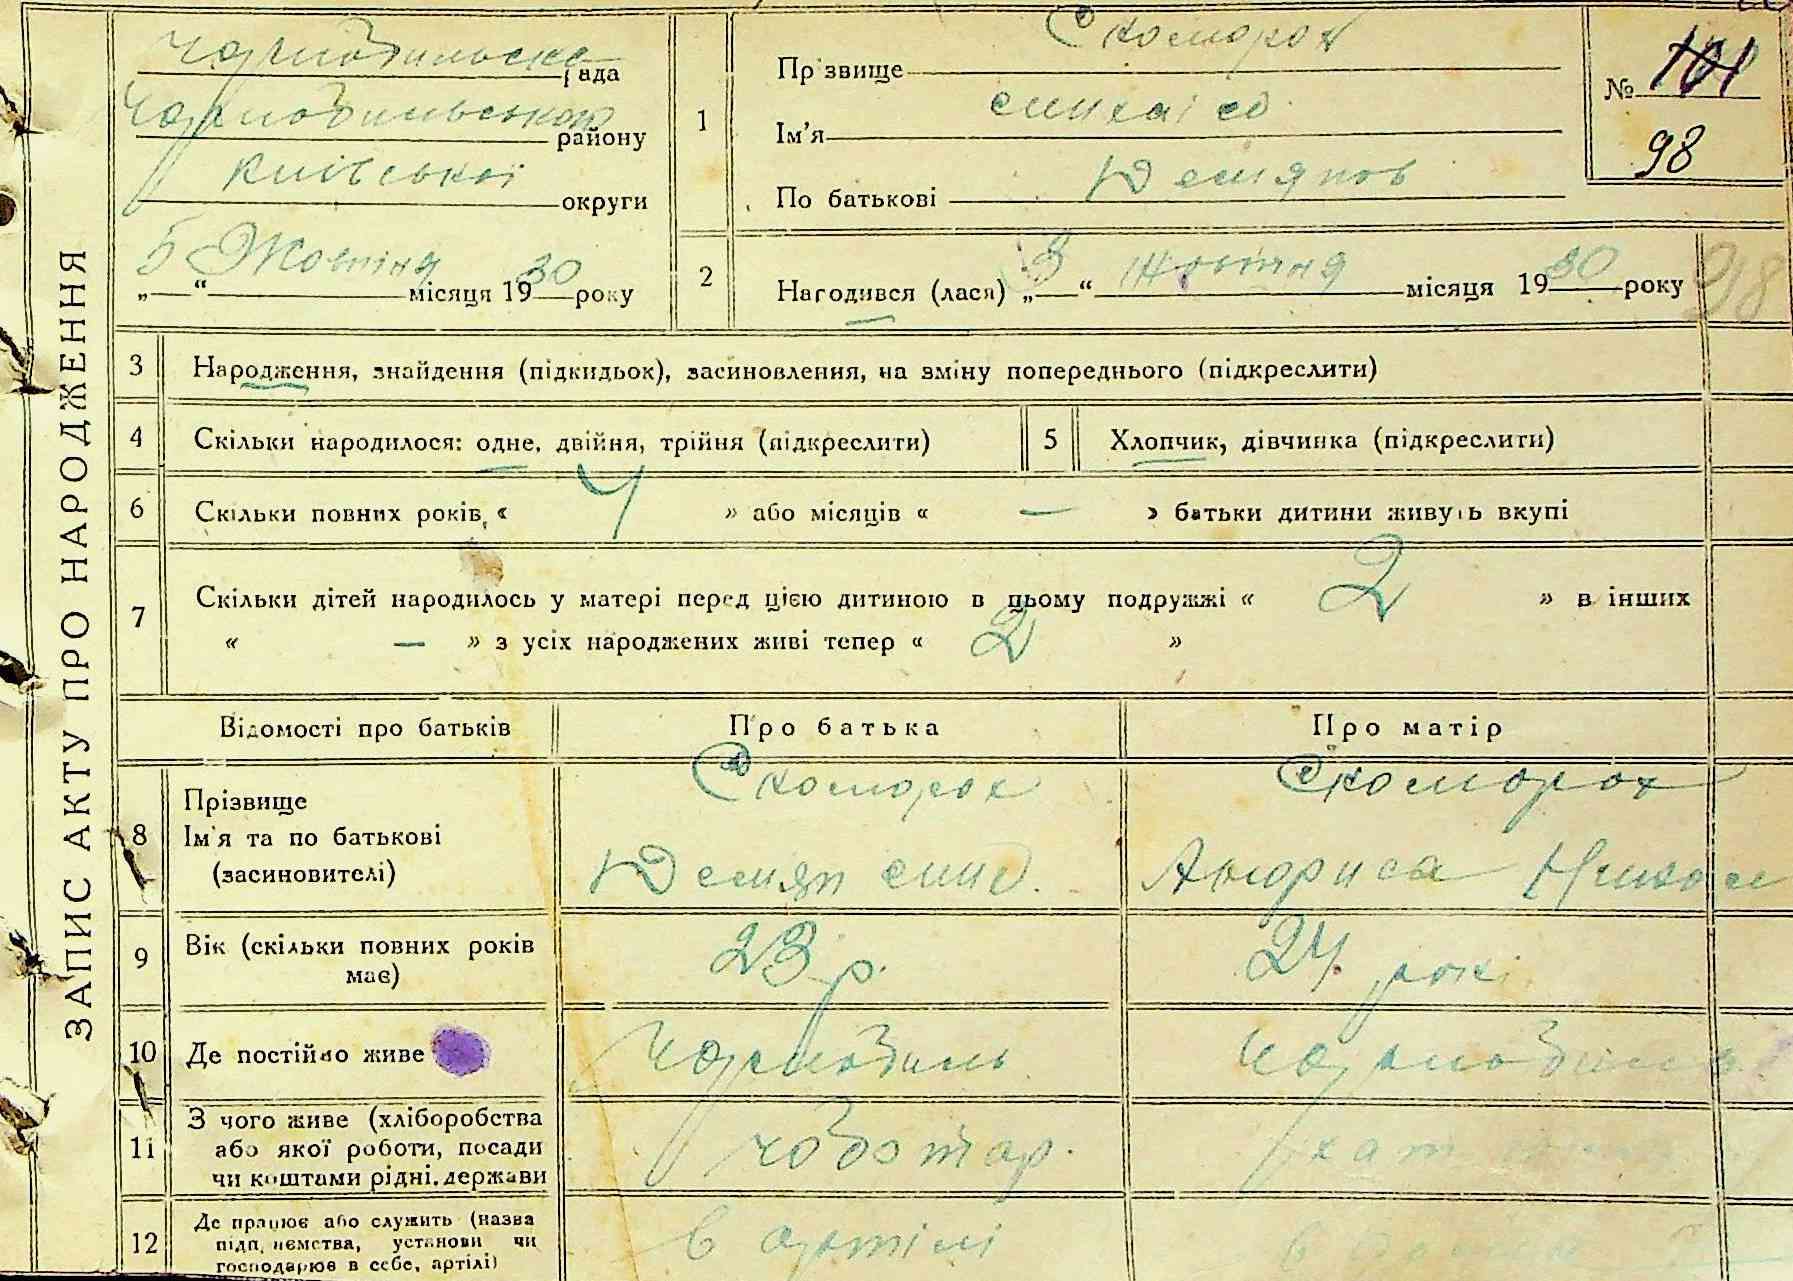 ЗАПИС АКТУ ПРО НАРОДЖЕННЯ
Чорнобильська рада
Чорнобильської району
Київської округи
„5“ Жовтня місяця 1930 року
1
Прізвище Скоморох
Ім'я
По батькові Демянов
№ 101
98
2
Народився (лася) „3“ Жовтня місяця 1930 року
98
3 Народження, знайдення (підкидьок), засиновлення, на зміну попереднього (підкреслити)
4 Скільки народилося: одне, двійня, трійня (підкреслити)
5 Хлопчик, дівчинка (підкреслити)
6 Скільки повних років „ « 4 » або місяців « — » батьки дитини живуть вкупі
7 Скільки дітей народилось у матері перед цією дитиною в цьому подружжі « 2 » в інших
« — » з усіх народжених живі тепер « 2 »
Відомості про батьків Про батька Про матір
8 Прізвище
Ім'я та по батькові
(засиновителі)
Скоморох
Демян
Скоморох
9 Вік (скільки повних років
має)
23 р.
24 рокі
10 Де постійно живе Чорнобиль Чорнобиль
11 З чого живе (хліборобства
або якої роботи, посади
чи коштами рідні, держави
чоботар.
12 Де працює або служить (назва
підп,иємства, установи чи
господарює в себе, артілі)
в артілі